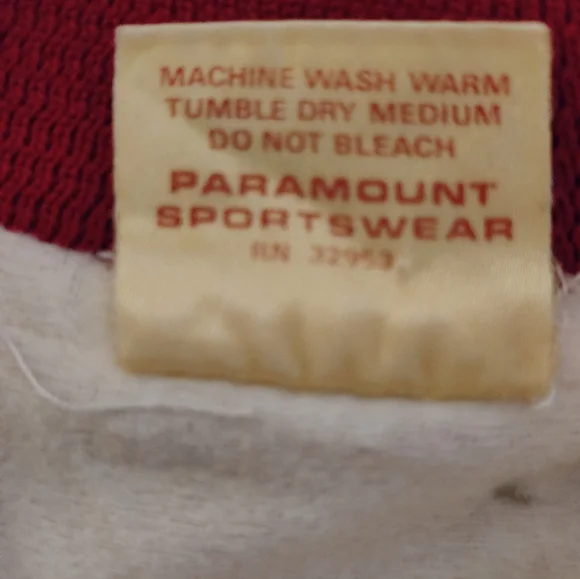 MACHINE WASH WARM
TUMBLE DRY MEDIUM
DO NOT BLEACH
PARAMOUNT
SPORTSWEAR
RN 32953